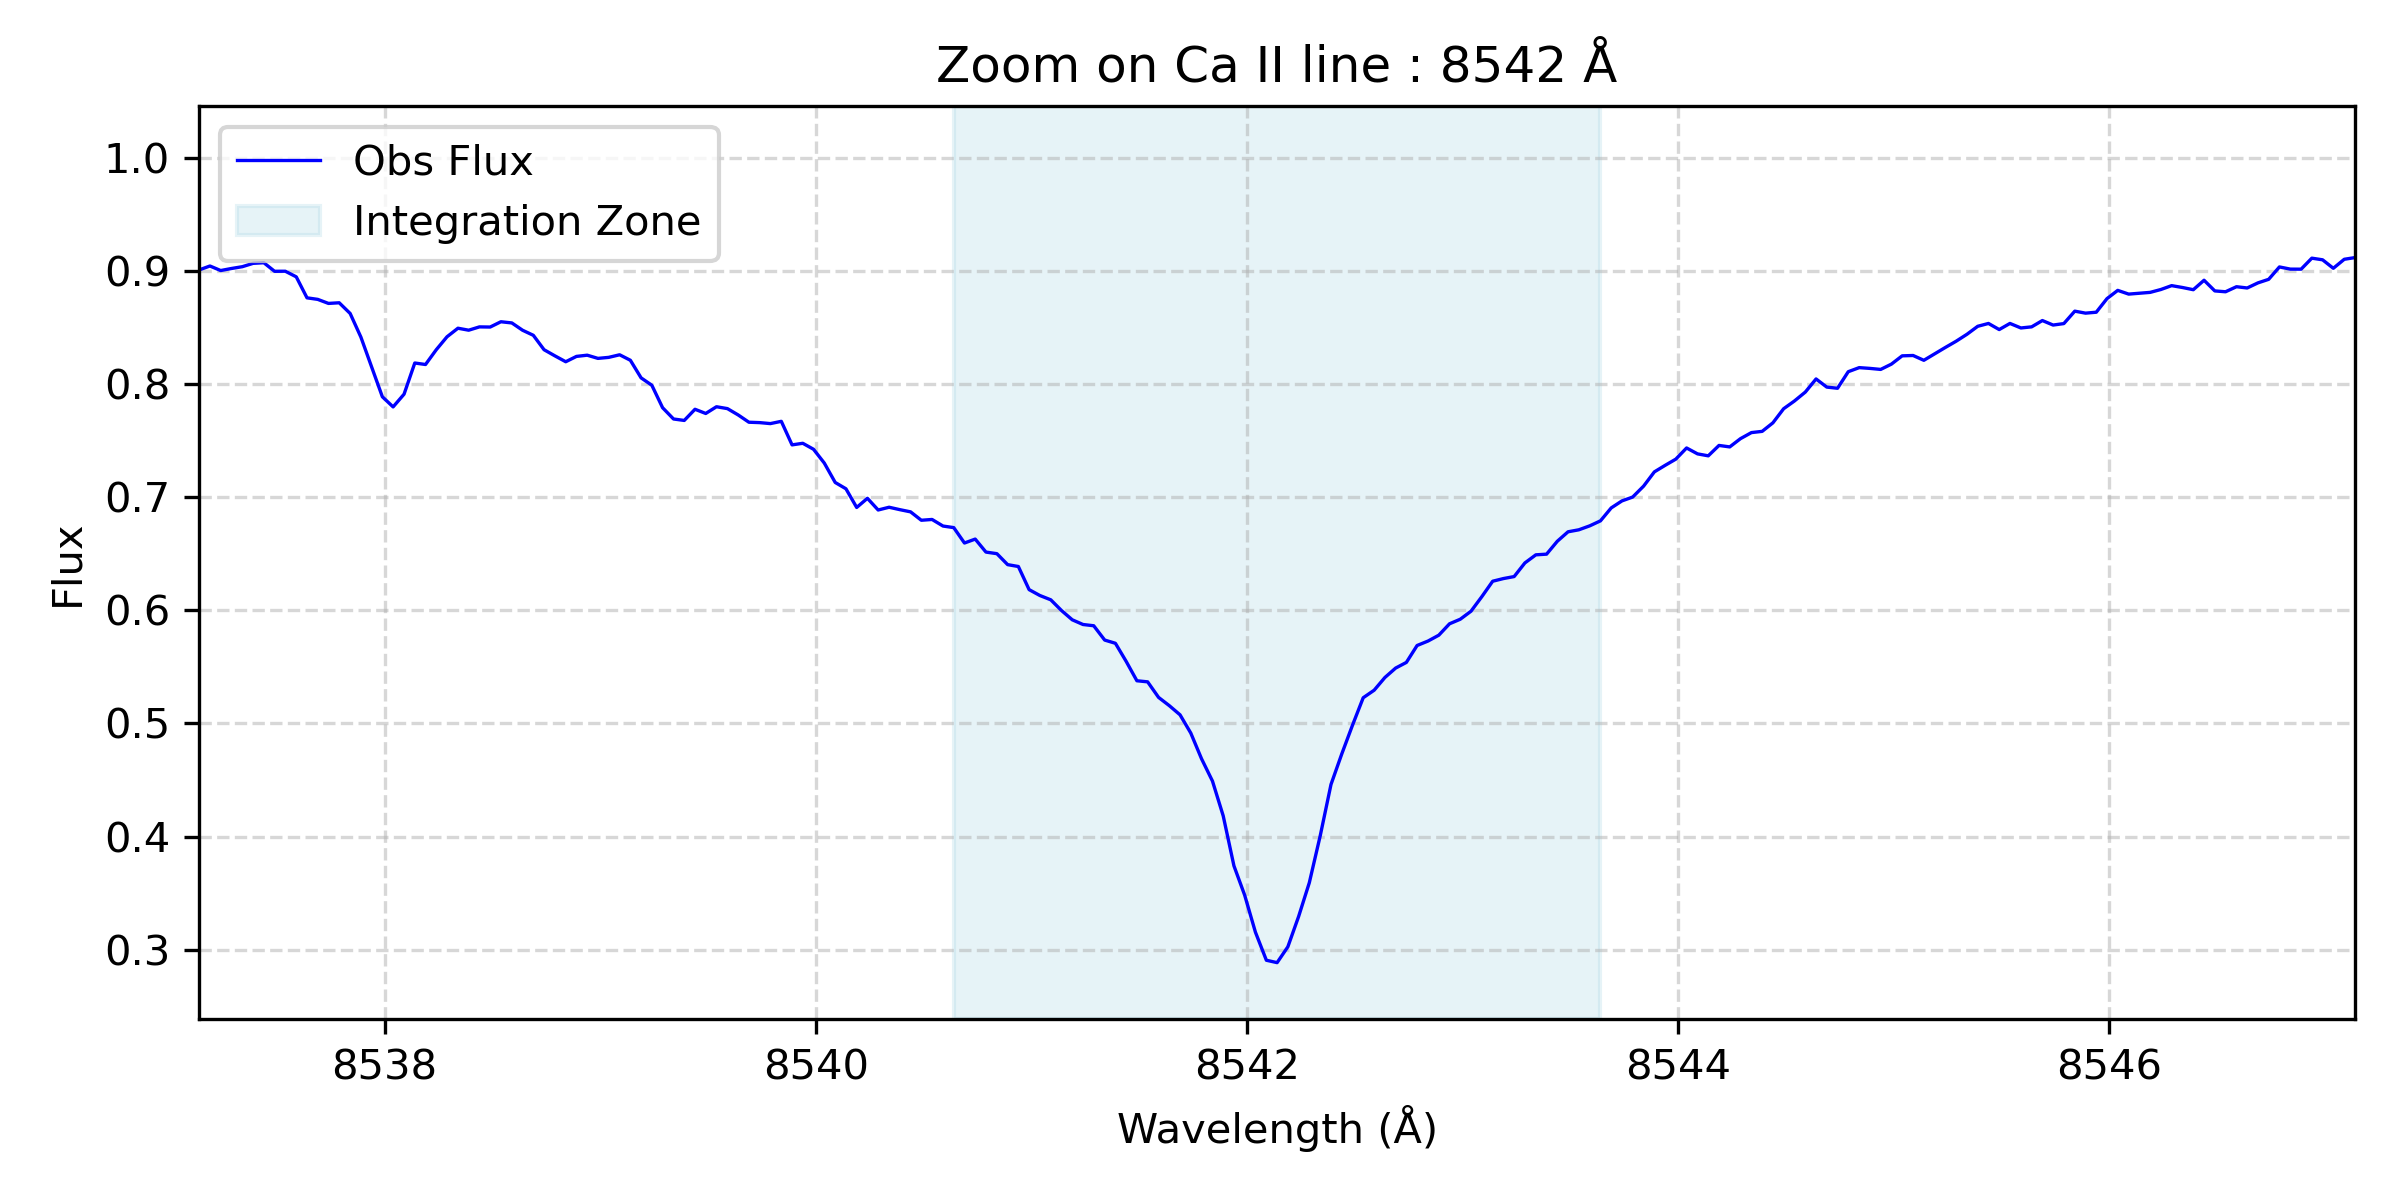 Zoom on Ca II line : 8542 Å
Obs Flux
Integration Zone
1.0
0.9
0.8
0.7
0.6
0.5
0.4
0.3
Flux
8538 8540 8542 8544 8546
Wavelength (Å)